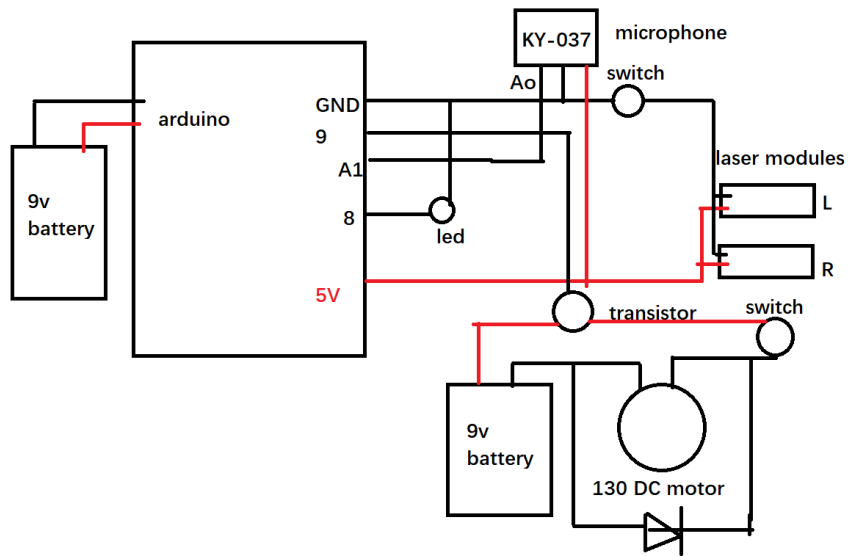 KY-037
microphone
Ao
switch
GND
arduino
9
A1
laser modules
9v
battery
L
8
led
R
5V
transistor
switch
9v
battery
130 DC motor